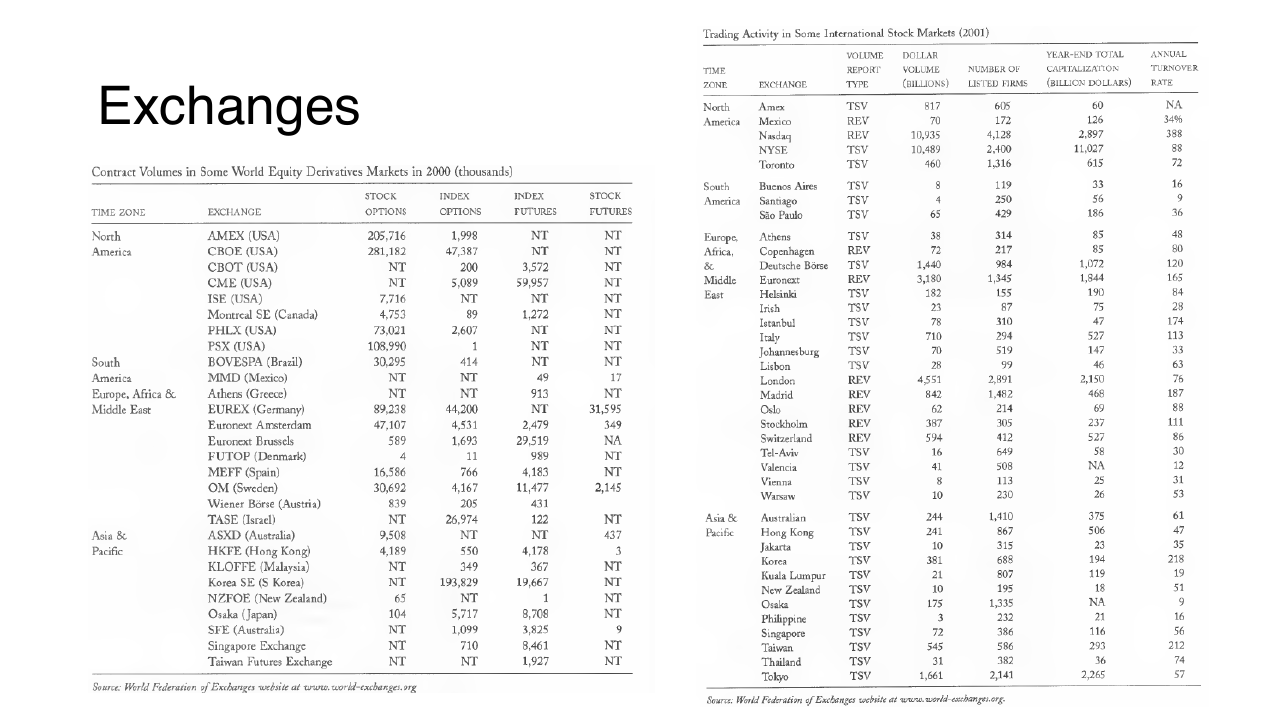 Exchanges
Contract Volumes in Some World Equity Derivatives Markets in 2000 (thousands)
STOCK INDEX INDEX STOCK
TIME ZONE EXCHANGE OPTIONS OPTIONS FUTURES FUTURES
North AMEX (USA) 205,716 1,998 NT NT
America CBOE (USA) 281,182 47,387 NT NT
CBOT (USA) NT 200 3,572 NT
CME (USA) NT 5,089 59,957 NT
ISE (USA) 7,716 NT NT NT
Montreal SE (Canada) 4,753 89 1,272 NT
PHLX (USA) 73,021 2,607 NT NT
PSX (USA) 108,990 1 NT NT
South BOVESPA (Brazil) 30,295 414 NT NT
America MMD (Mexico) NT NT 49 17
Europe, Africa & Athens (Greece) NT NT 913 NT
Middle East EUREX (Germany) 89,238 44,200 NT 31,595
Euronext Amsterdam 47,107 4,531 2,479 349
Euronext Brussels 589 1,693 29,519 NA
FUTOP (Denmark) 4 11 989 NT
MEFF (Spain) 16,586 766 4,183 NT
OM (Sweden) 30,692 4,167 11,477 2,145
Wiener Börse (Austria) 839 205 431
TASE (Israel) NT 26,974 122 NT
Asia & ASXD (Australia) 9,508 NT NT 437
Pacific HKFE (Hong Kong) 4,189 550 4,178 3
KLOFFE (Malaysia) NT 349 367 NT
Korea SE (S Korea) NT 193,829 19,667 NT
NZFOE (New Zealand) 65 NT 1 NT
Osaka (Japan) 104 5,717 8,708 NT
SFE (Australia) NT 1,099 3,825 9
Singapore Exchange NT 710 8,461 NT
Taiwan Futures Exchange NT NT 1,927 NT
Source: World Federation of Exchanges website at www.world-exchanges.org
Trading Activity in Some International Stock Markets (2001)
VOLUME DOLLAR YEAR-END TOTAL ANNUAL
TIME REPORT VOLUME NUMBER OF CAPITALIZATION TURNOVER
ZONE EXCHANGE TYPE (BILLIONS) LISTED FIRMS (BILLION DOLLARS) RATE
North Amex TSV 817 605 60 NA
America Mexico REV 70 172 126 34%
Nasdaq REV 10,935 4,128 2,897 388
NYSE TSV 10,489 2,400 11,027 88
Toronto TSV 460 1,316 615 72
South Buenos Aires TSV 8 119 33 16
America Santiago TSV 4 250 56 9
São Paulo TSV 65 429 186 36
Europe, Athens TSV 38 314 85 48
Africa, Copenhagen REV 72 217 85 80
& Deutsche Börse TSV 1,440 984 1,072 120
Middle Euronext REV 3,180 1,345 1,844 165
East Helsinki TSV 182 155 190 84
Irish TSV 23 87 75 28
Istanbul TSV 78 310 47 174
Italy TSV 710 294 527 113
Johannesburg TSV 70 519 147 33
Lisbon TSV 28 99 46 63
London REV 4,551 2,891 2,150 76
Madrid REV 842 1,482 468 187
Oslo REV 62 214 69 88
Stockholm REV 387 305 237 111
Switzerland REV 594 412 527 86
Tel-Aviv TSV 16 649 58 30
Valencia TSV 41 508 NA 12
Vienna TSV 8 113 25 31
Warsaw TSV 10 230 26 53
Asia & Australian TSV 244 1,410 375 61
Pacific Hong Kong TSV 241 867 506 47
Jakarta TSV 10 315 23 35
Korea TSV 381 688 194 218
Kuala Lumpur TSV 21 807 119 19
New Zealand TSV 10 195 18 51
Osaka TSV 175 1,335 NA 9
Philippine TSV 3 232 21 16
Singapore TSV 72 386 116 56
Taiwan TSV 545 586 293 212
Thailand TSV 31 382 36 74
Tokyo TSV 1,661 2,141 2,265 57
Source: World Federation of Exchanges website at www.world-exchanges.org.